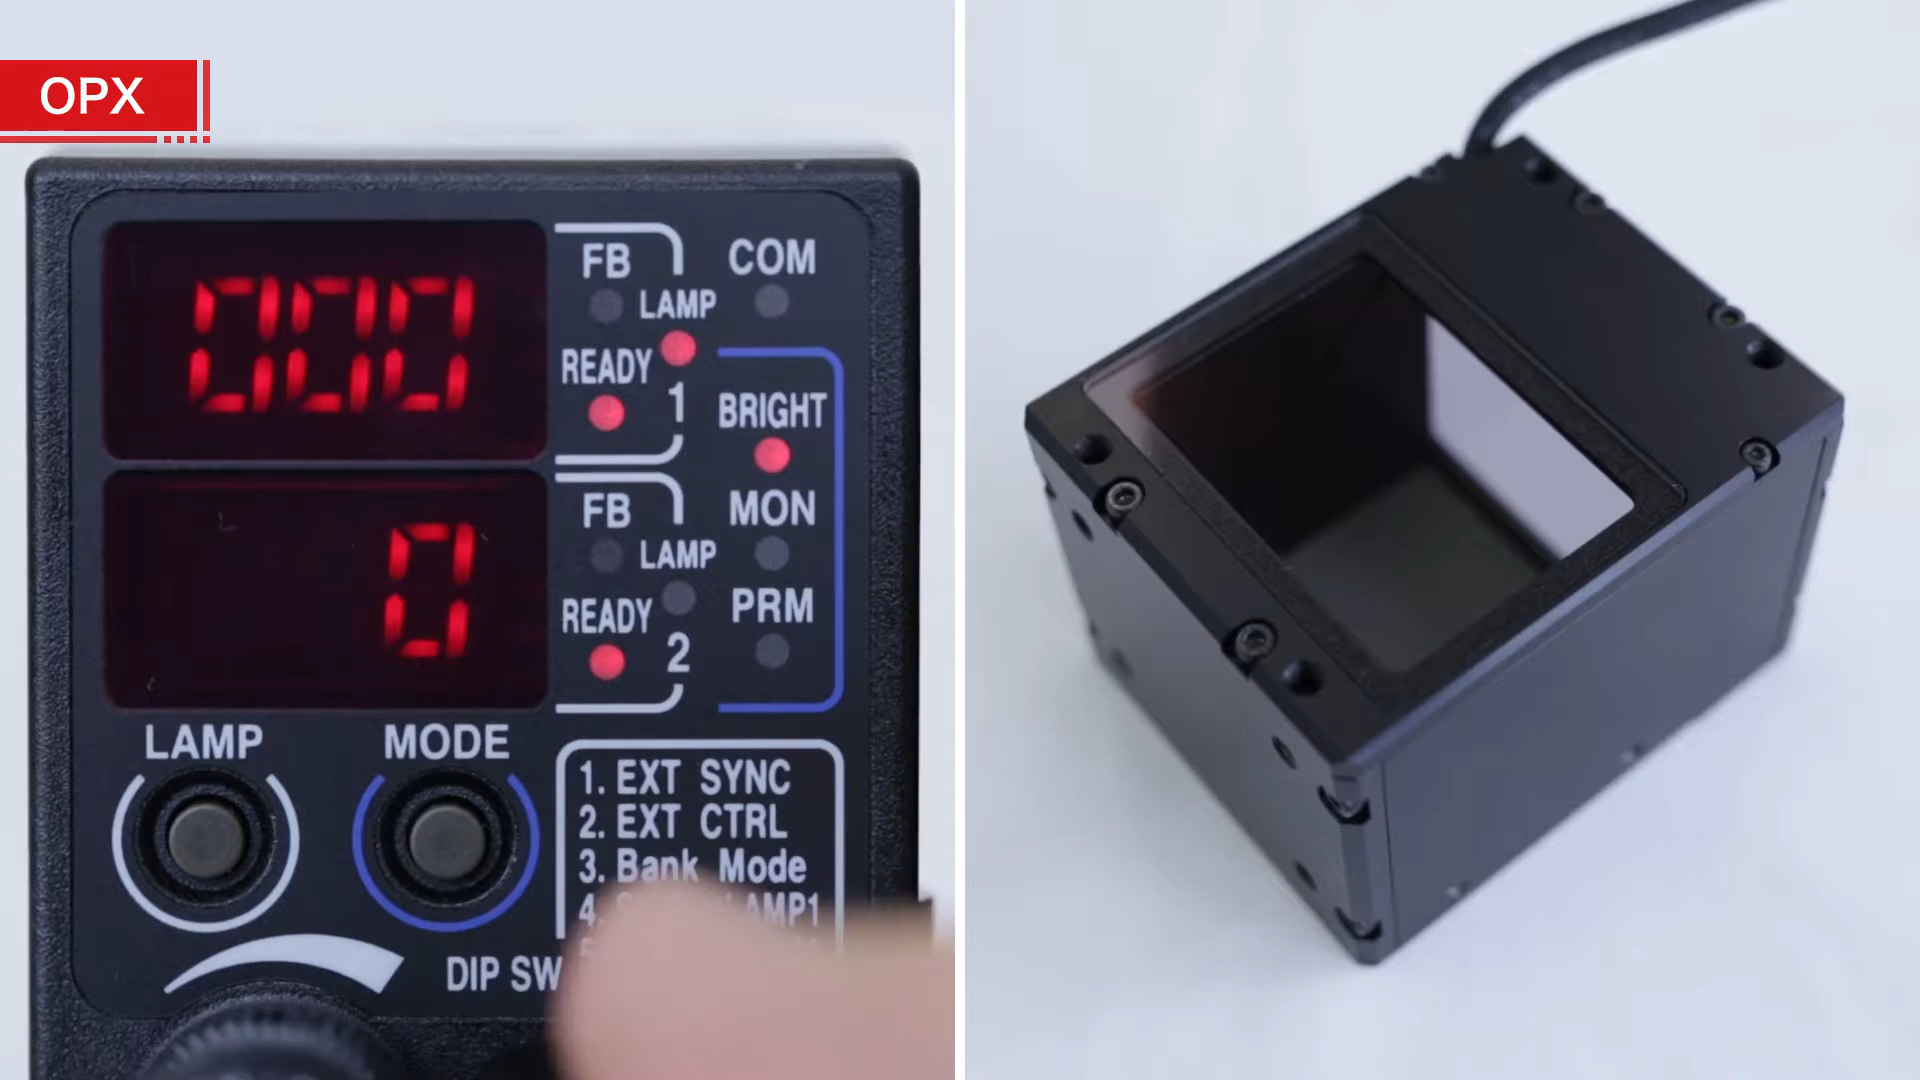 OPX
000
FB
COM
LAMP
READY
1
BRIGHT
0
FB
MON
LAMP
READY
PRM
2
LAMP
MODE
1. EXT SYNC
2. EXT CTRL
3. Bank Mode
4.
DIP SW